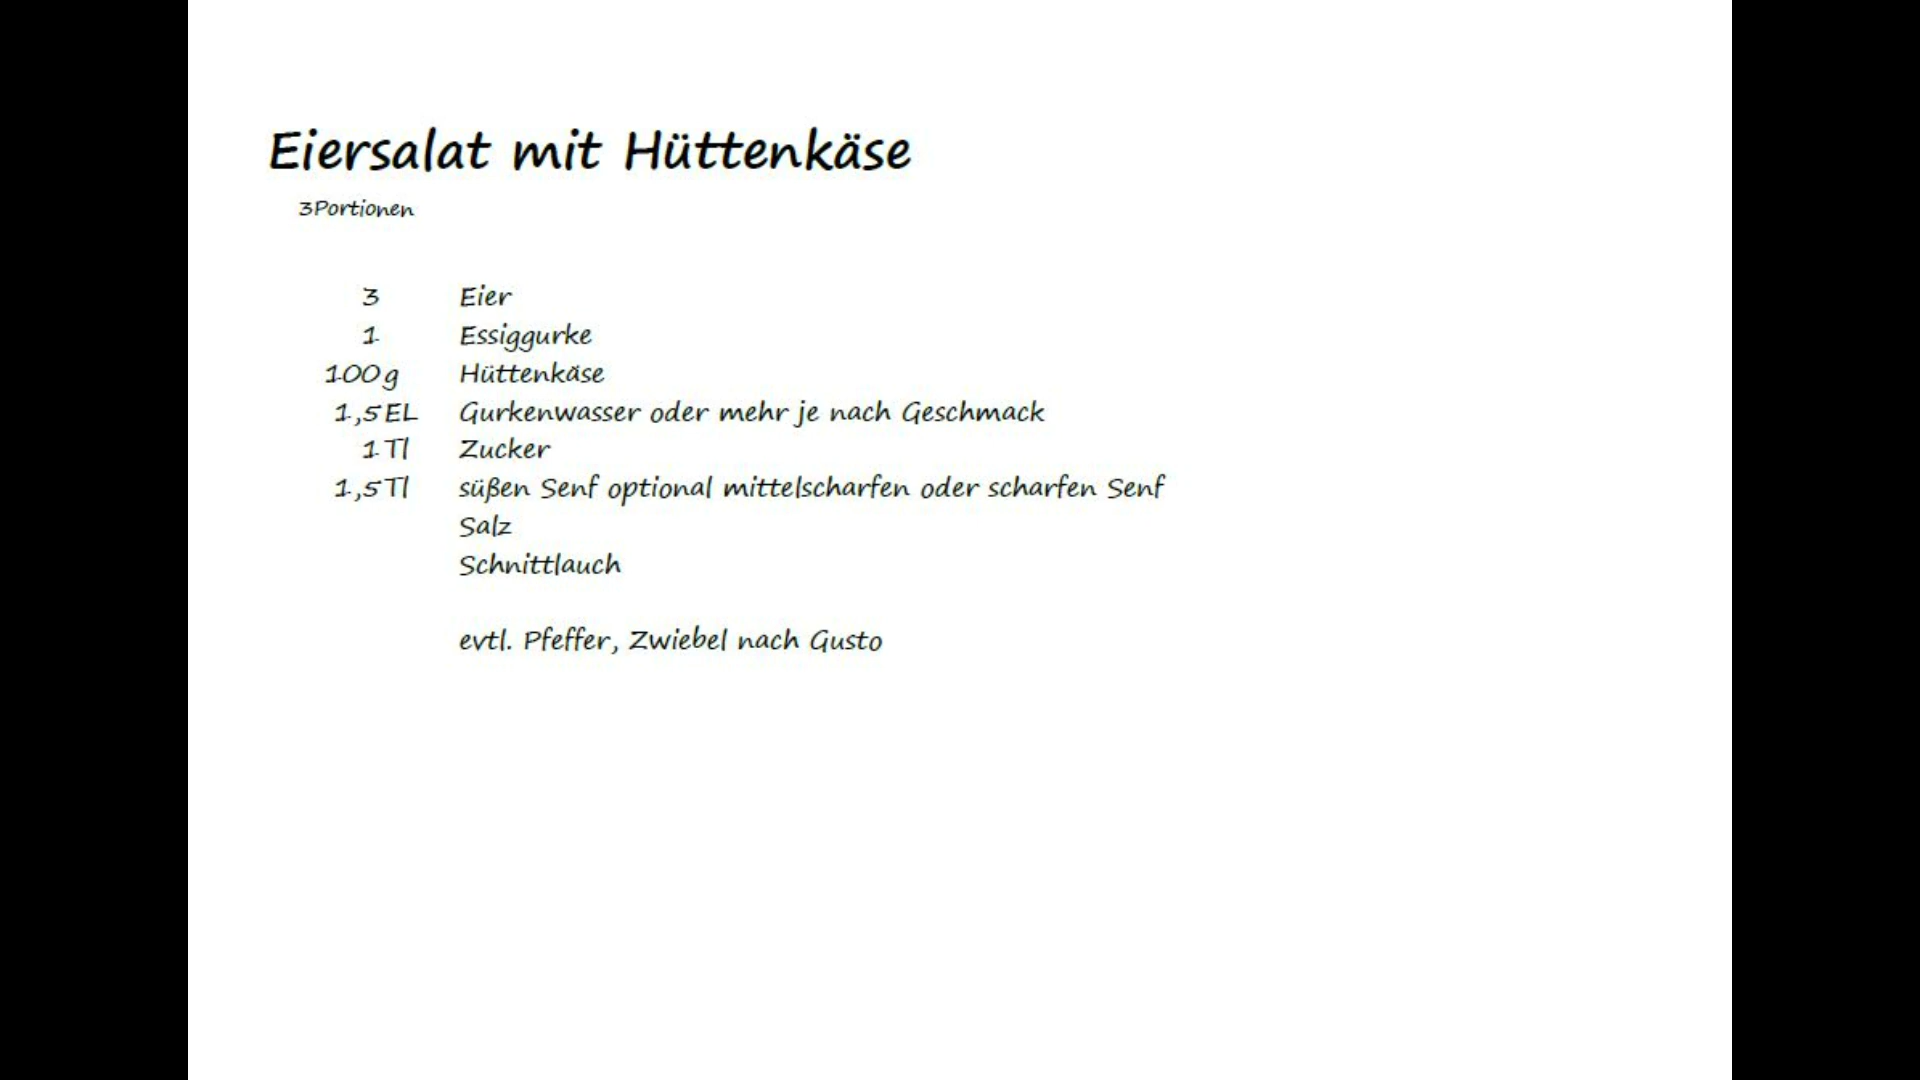 Eiersalat mit Hüttenkäse
3Portionen
3 Eier
1 Essiggurke
100g Hüttenkäse
1,5EL Gurkenwasser oder mehr je nach Geschmack
1Tl Zucker
1,5Tl süßen Senf optional mittelscharfen oder scharfen Senf
Salz
Schnittlauch
evtl. Pfeffer, Zwiebel nach Gusto